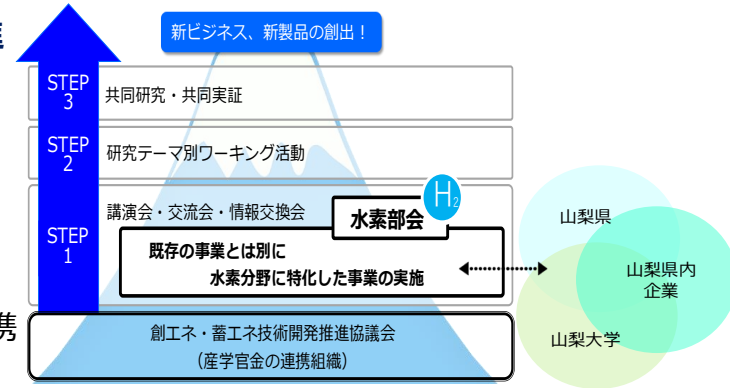 新ビジネス、新製品の創出！
STEP
3
共同研究・共同実証
STEP
2
研究テーマ別ワーキング活動
STEP
1
講演会・交流会・情報交換会
水素部会
H2
既存の事業とは別に
水素分野に特化した事業の実施
山梨県
山梨県内
企業
山梨大学
携
創エネ・蓄エネ技術開発推進協議会
（産学官金の連携組織）